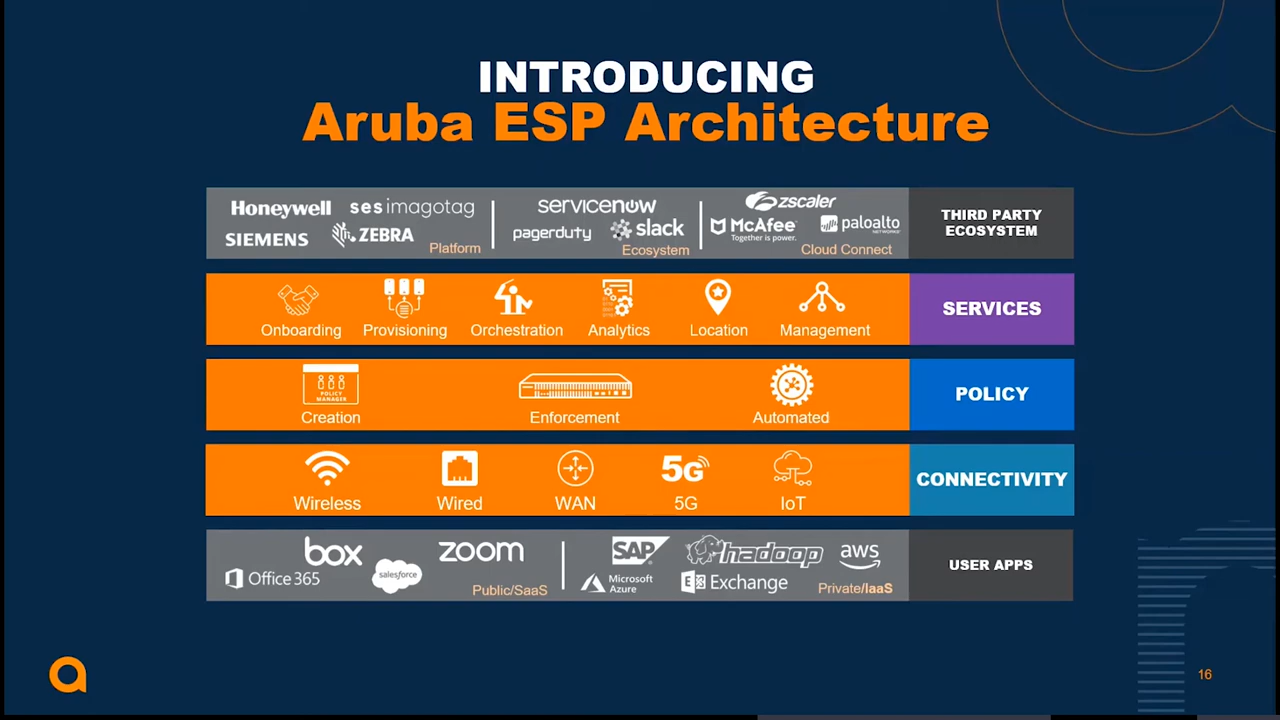 INTRODUCING
Aruba ESP Architecture
Honeywell ses imagotag
SIEMENS ZEBRA Platform
servicenow
pagerduty slack
Ecosystem
zscaler
McAfee paloalto
Together is power. NETWORKS
Cloud Connect
THIRD PARTY
ECOSYSTEM
Onboarding Provisioning Orchestration Analytics Location Management
SERVICES
POLICY
MANAGER
Creation Enforcement Automated
POLICY
5G
Wireless Wired WAN 5G IoT
CONNECTIVITY
box zoom
Office 365 salesforce
Public/SaaS
SAP hadoop aws
Microsoft
Azure
E Exchange
Private/IaaS
USER APPS
16